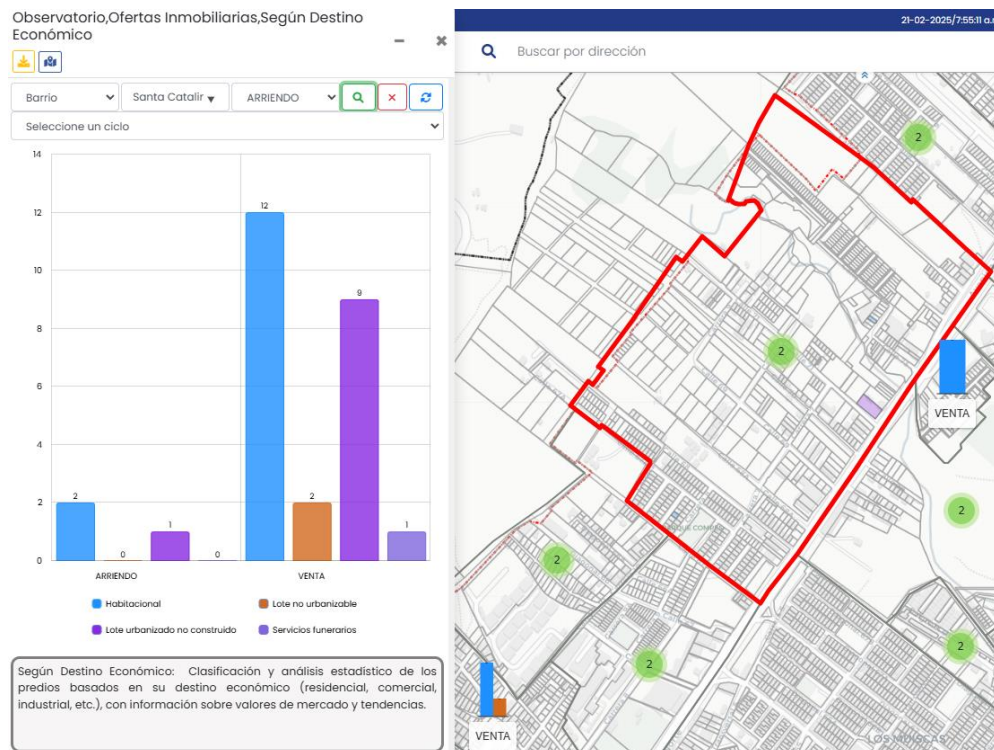 Observatorio,Ofertas Inmobiliarias,Según Destino
Económico
Barrio
Santa Catalir
ARRIENDO
Seleccione un ciclo
14
12
10
8
6
4
2
0
2
0
1
0
12
2
9
1
ARRIENDO
VENTA
Habitacional
Lote no urbanizable
Lote urbanizado no construido
Servicios funerarios
Según Destino Económico: Clasificación y análisis estadístico de los
predios basados en su destino económico (residencial, comercial,
industrial, etc.), con información sobre valores de mercado y tendencias.
21-02-2025/7:55:11 a.
Buscar por dirección
2
2
VENTA
2
2
2
2
VENTA
LOS MUISCAS